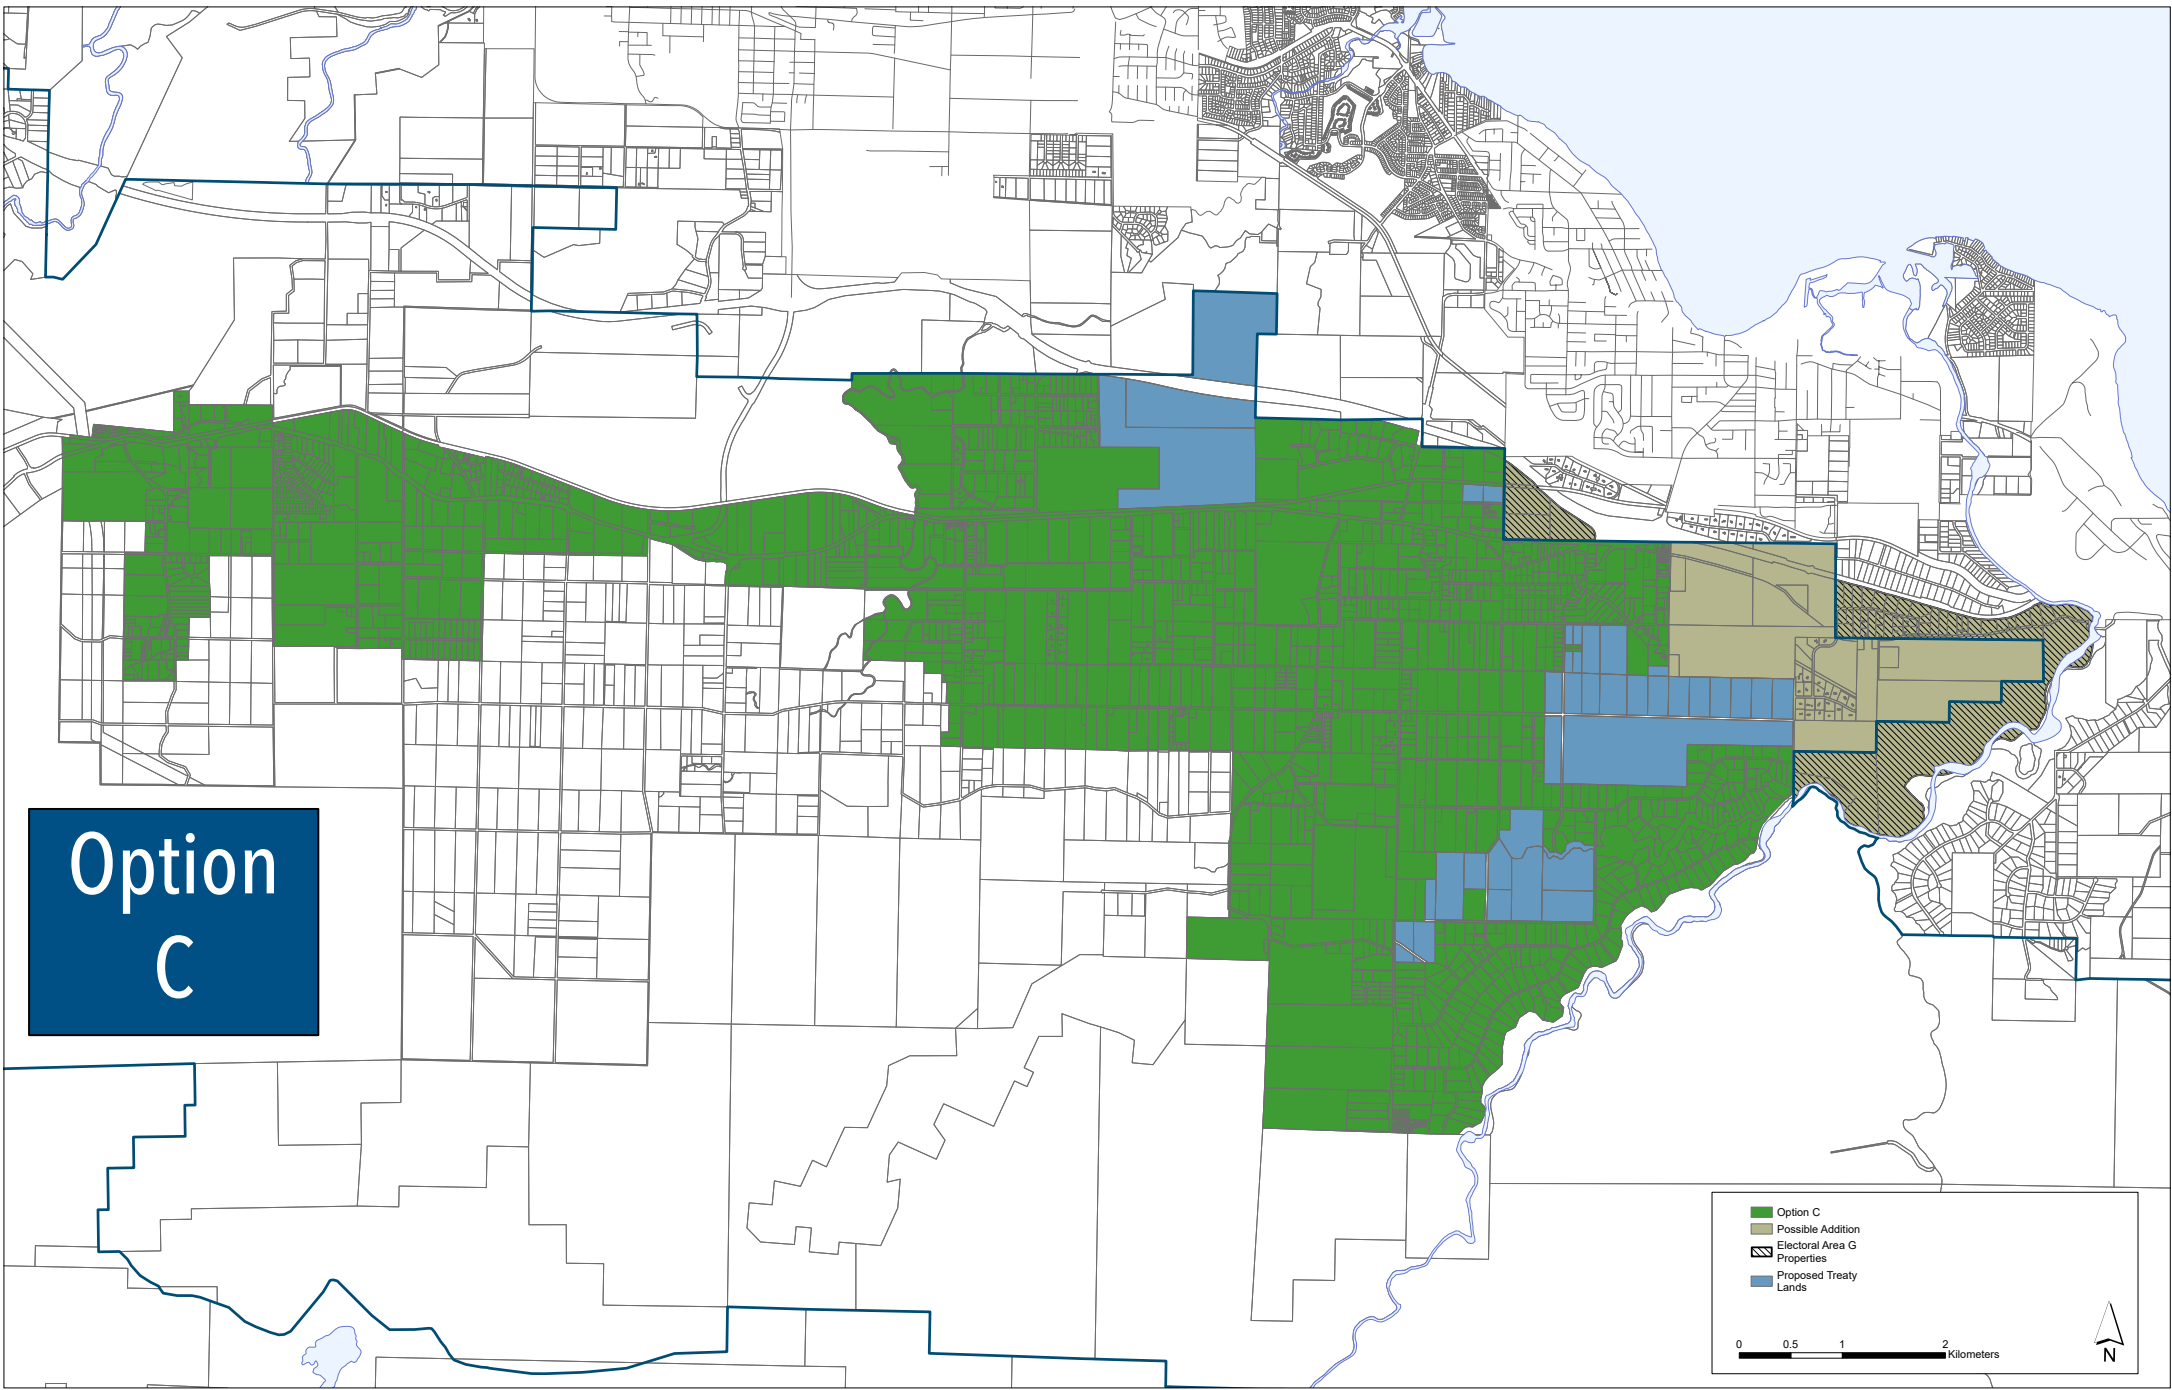 Option
C
Option C
Possible Addition
Electoral Area G
Properties
Proposed Treaty
Lands
0 0.5 1 2
Kilometers
N